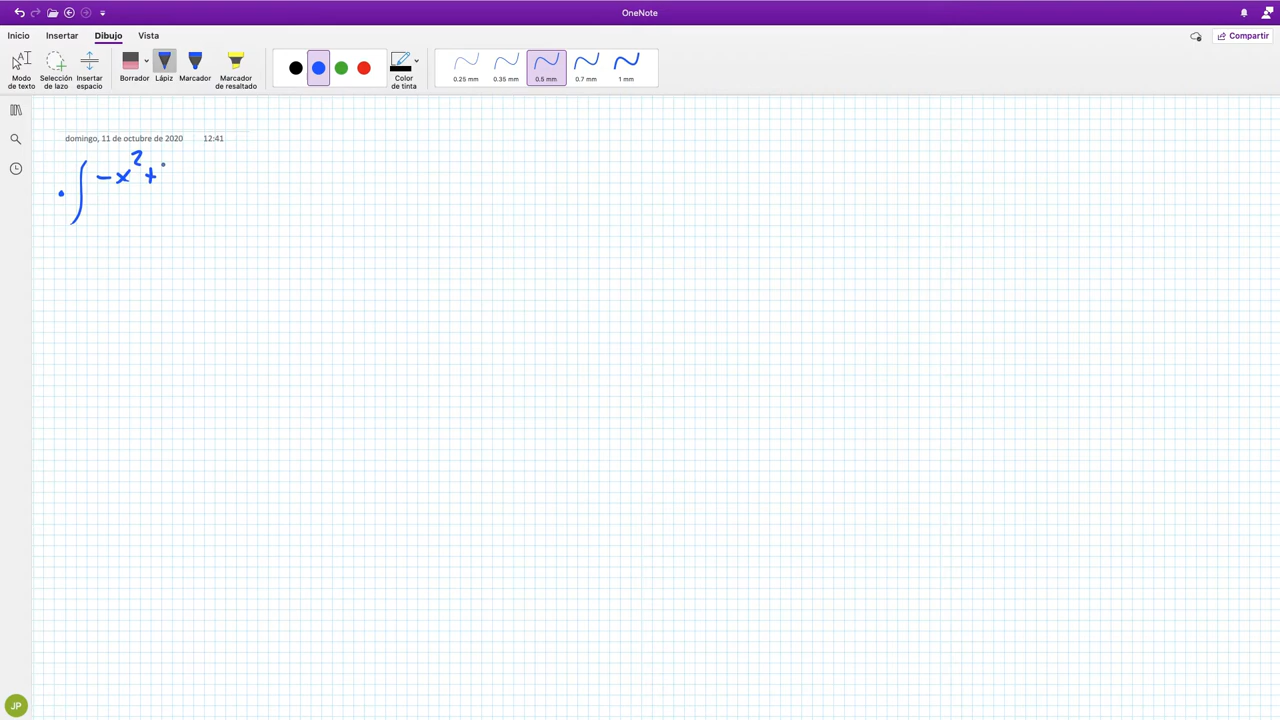 OneNote
Inicio Insertar Dibujo Vista Compartir
Modo de texto Selección de lazo Insertar espacio Borrador Lápiz Marcador Marcador de resaltado Color de tinta 0.25 mm 0.35 mm 0.5 mm 0.7 mm 1 mm
domingo, 11 de octubre de 2020 12:41
• ∫ -x² +
JP